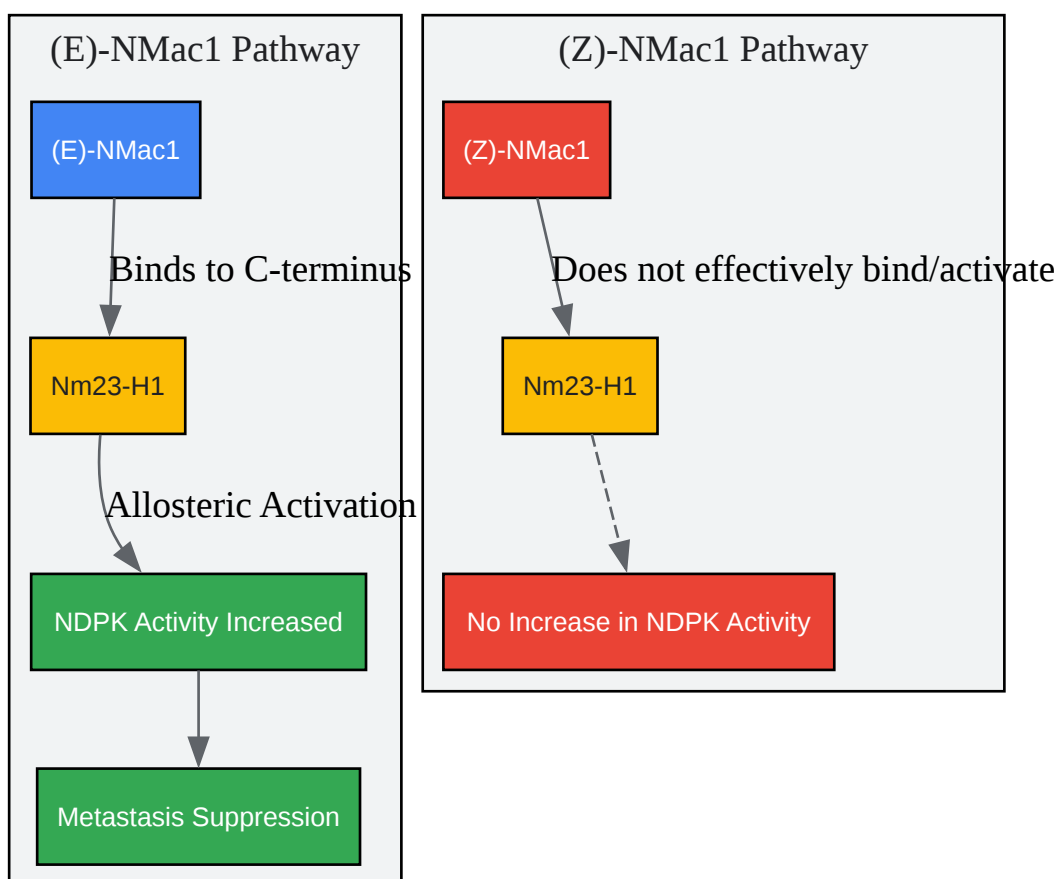 (E)-NMac1 Pathway
(E)-NMac1
Binds to C-terminus
Nm23-H1
Allosteric Activation
NDPK Activity Increased
Metastasis Suppression
(Z)-NMac1 Pathway
(Z)-NMac1
Does not effectively bind/activate
Nm23-H1
No Increase in NDPK Activity